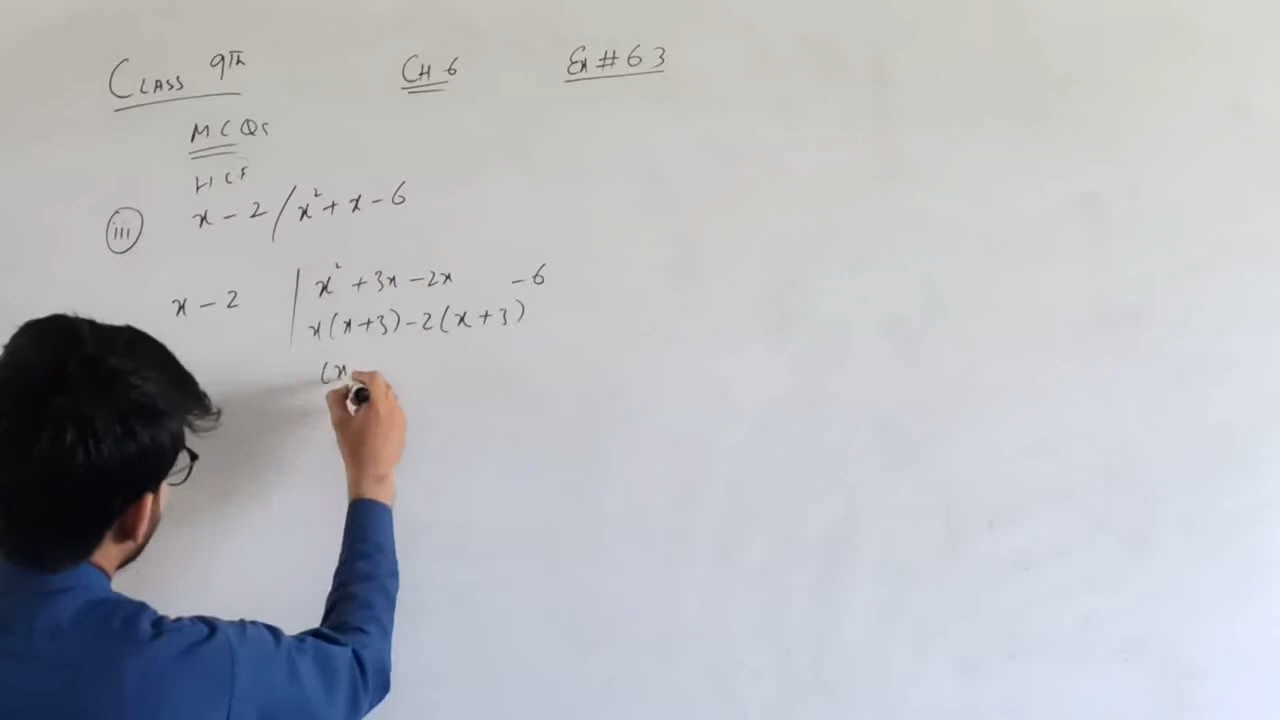 CLASS 9TH CH 6 Ex # 6 3
MCQs
HCF
iii x - 2 / x² + x - 6
x - 2 | x² + 3x - 2x - 6
x(x+3) - 2(x+3)
(x